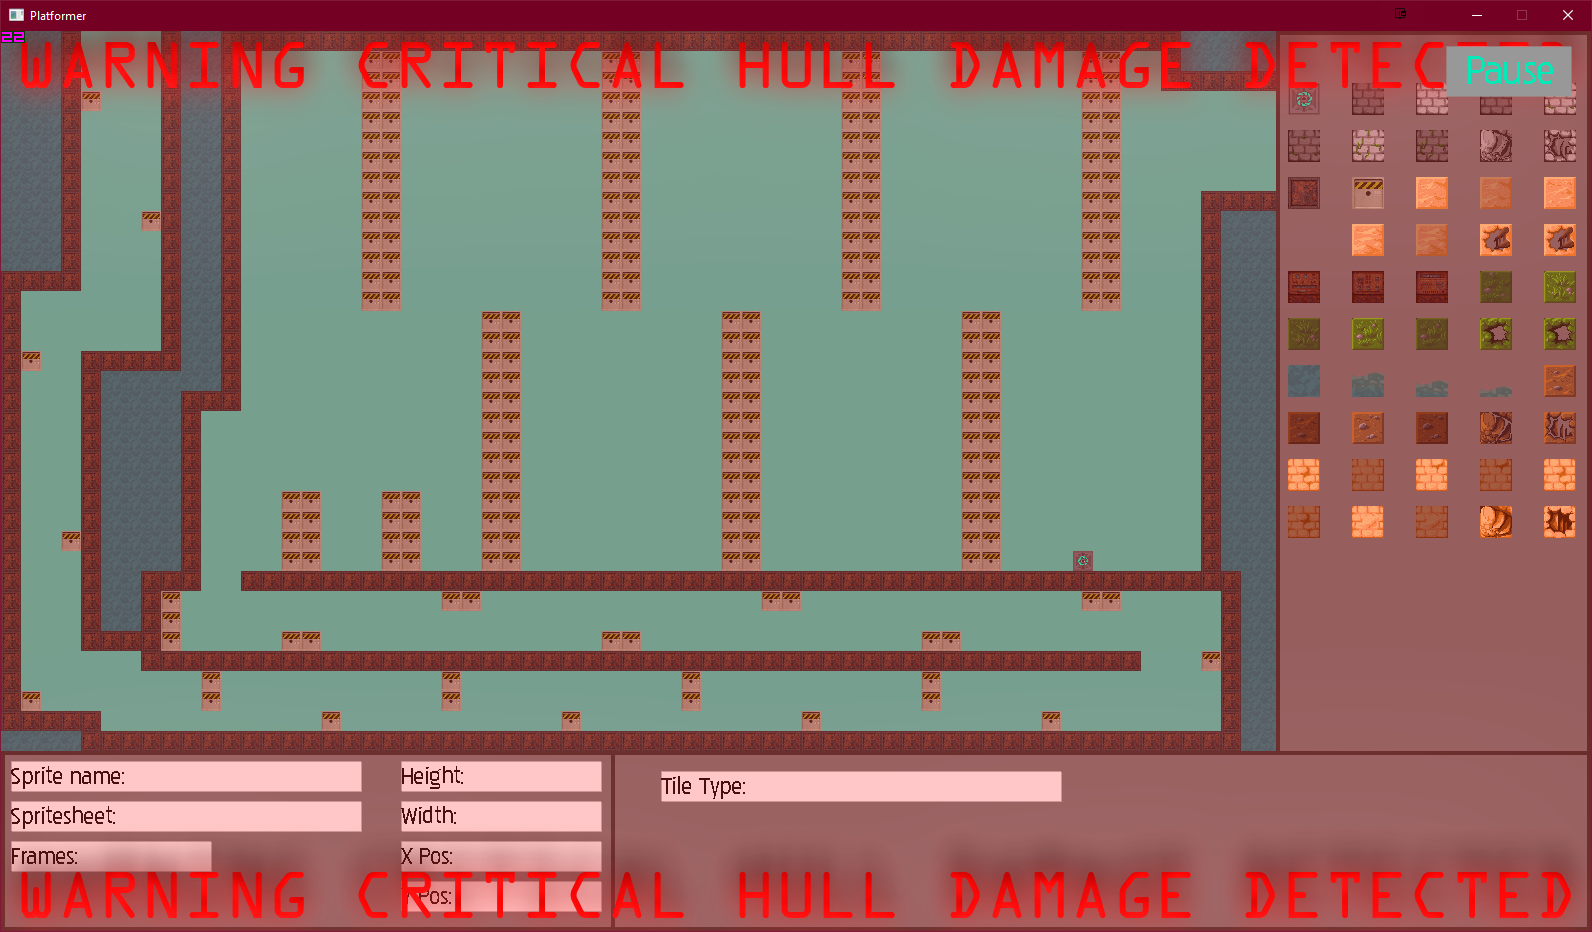 Platformer
22
WARNING CRITICAL HULL DAMAGE DETECTED
Pause
Sprite name:
Height:
Tile Type:
Spritesheet:
Width:
Frames:
X Pos:
Pos:
WARNING CRITICAL HULL DAMAGE DETECTED